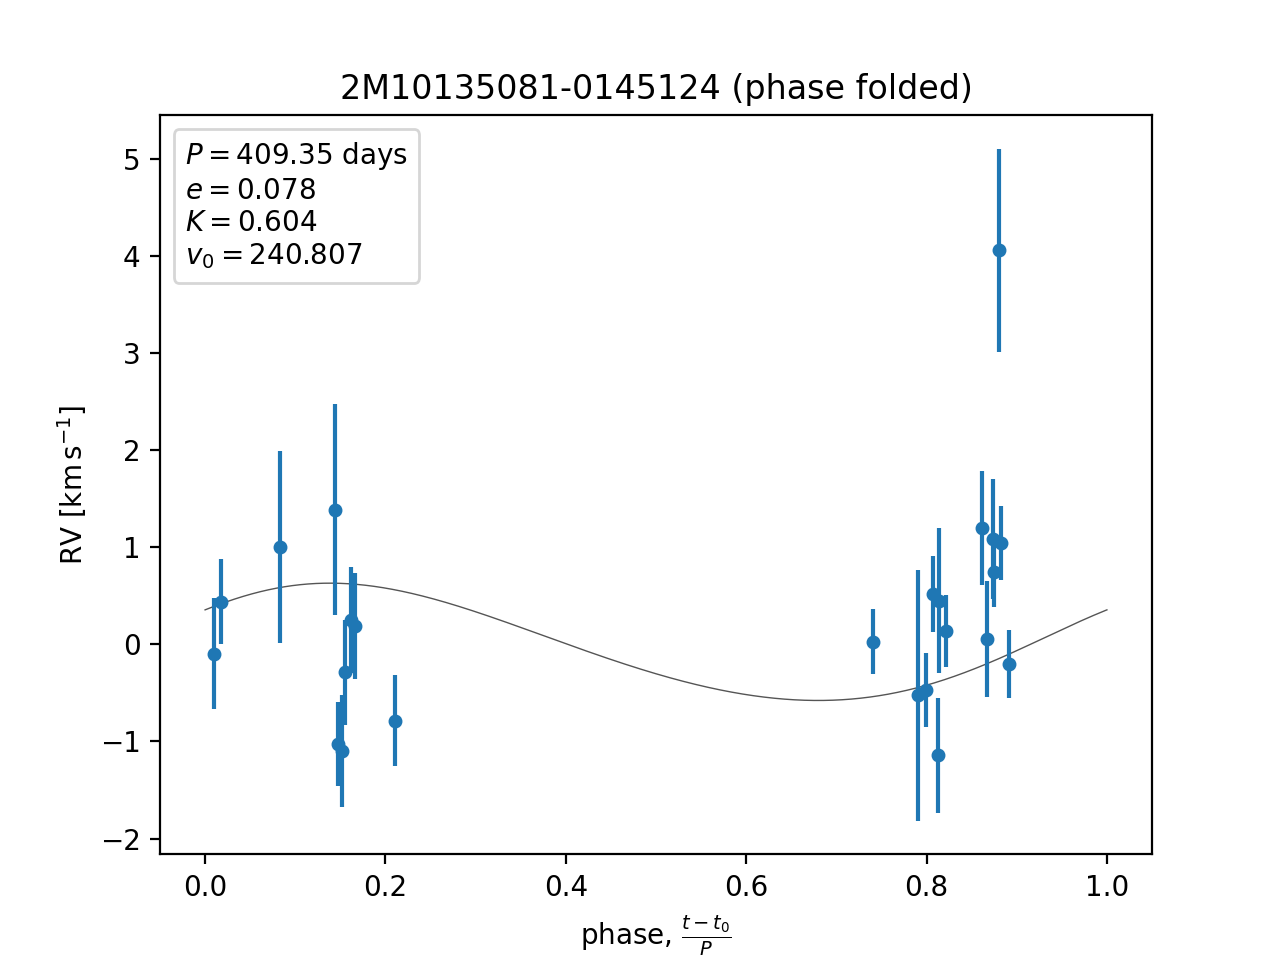 2M10135081-0145124 (phase folded)
P = 409.35 days
e = 0.078
K = 0.604
v₀ = 240.807
5
4
3
2
1
0
−1
−2
RV [km s⁻¹]
0.0 0.2 0.4 0.6 0.8 1.0
phase, (t − t₀)/P